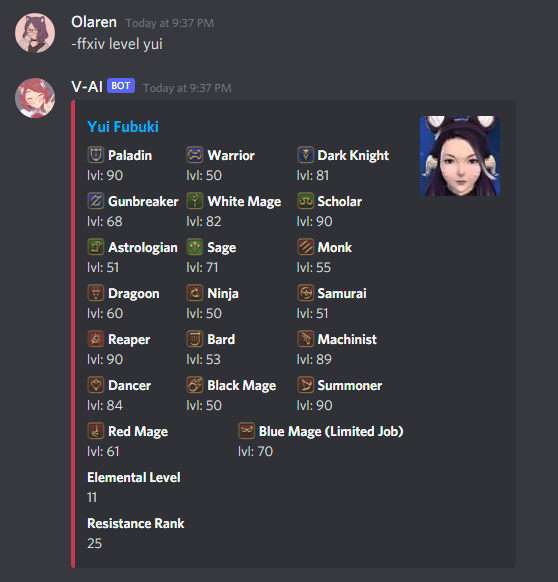 Olaren Today at 9:37 PM
-ffxiv level yui
V-AI BOT Today at 9:37 PM
Yui Fubuki
Paladin Warrior Dark Knight
lvl: 90 lvl: 50 lvl: 81
Gunbreaker White Mage Scholar
lvl: 68 lvl: 82 lvl: 90
Astrologian Sage Monk
lvl: 51 lvl: 71 lvl: 55
Dragoon Ninja Samurai
lvl: 60 lvl: 50 lvl: 51
Reaper Bard Machinist
lvl: 90 lvl: 53 lvl: 89
Dancer Black Mage Summoner
lvl: 84 lvl: 50 lvl: 90
Red Mage Blue Mage (Limited Job)
lvl: 61 lvl: 70
Elemental Level
11
Resistance Rank
25